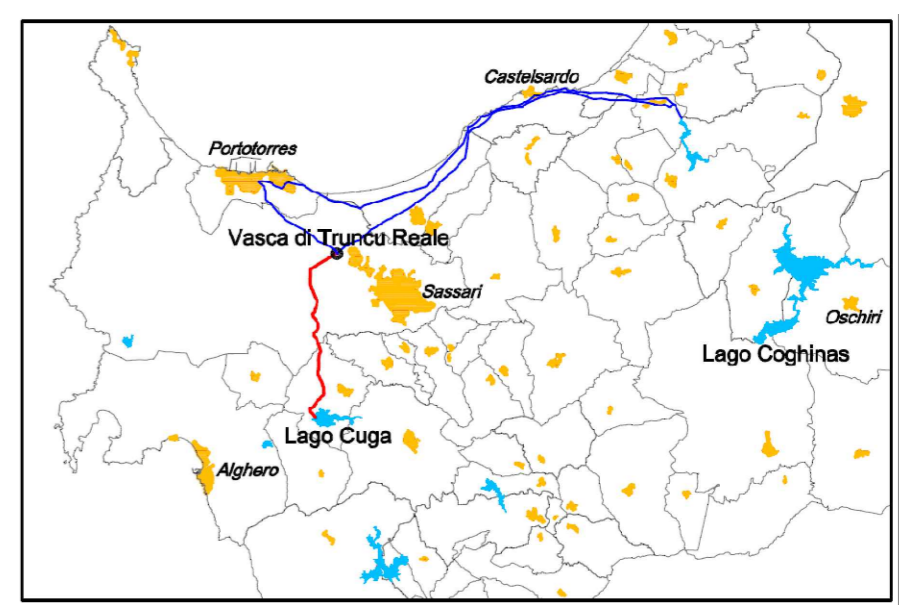 Castelsardo
Portotorres
Vasca di Truncu Reale
Sassari
Oschiri
Lago Coghinas
Lago Cuga
Alghero